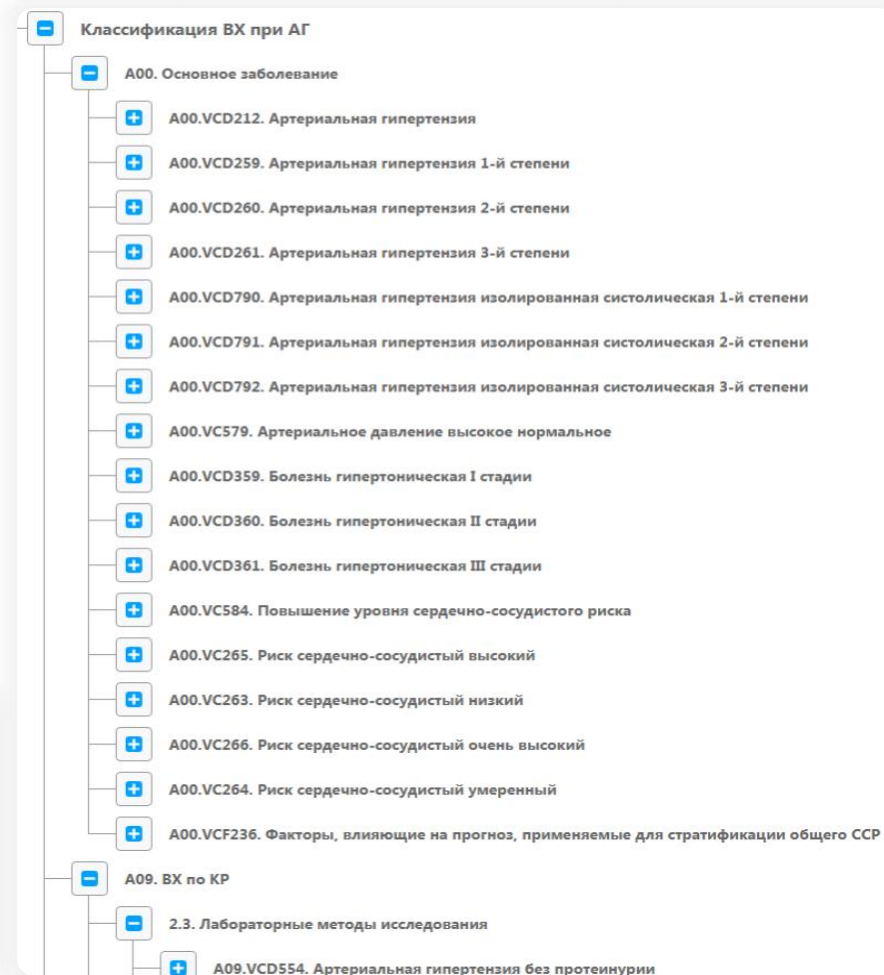 Классификация ВХ при АГ
A00. Основное заболевание
A00.VCD212. Артериальная гипертензия
A00.VCD259. Артериальная гипертензия 1-й степени
A00.VCD260. Артериальная гипертензия 2-й степени
A00.VCD261. Артериальная гипертензия 3-й степени
A00.VCD790. Артериальная гипертензия изолированная систолическая 1-й степени
A00.VCD791. Артериальная гипертензия изолированная систолическая 2-й степени
A00.VCD792. Артериальная гипертензия изолированная систолическая 3-й степени
A00.VC579. Артериальное давление высокое нормальное
A00.VCD359. Болезнь гипертоническая I стадии
A00.VCD360. Болезнь гипертоническая II стадии
A00.VCD361. Болезнь гипертоническая III стадии
A00.VC584. Повышение уровня сердечно-сосудистого риска
A00.VC265. Риск сердечно-сосудистый высокий
A00.VC263. Риск сердечно-сосудистый низкий
A00.VC266. Риск сердечно-сосудистый очень высокий
A00.VC264. Риск сердечно-сосудистый умеренный
A00.VCF236. Факторы, влияющие на прогноз, применяемые для стратификации общего ССР
A09. ВХ по КР
2.3. Лабораторные методы исследования
A09.VCD554. Артериальная гипертензия без протеинурии